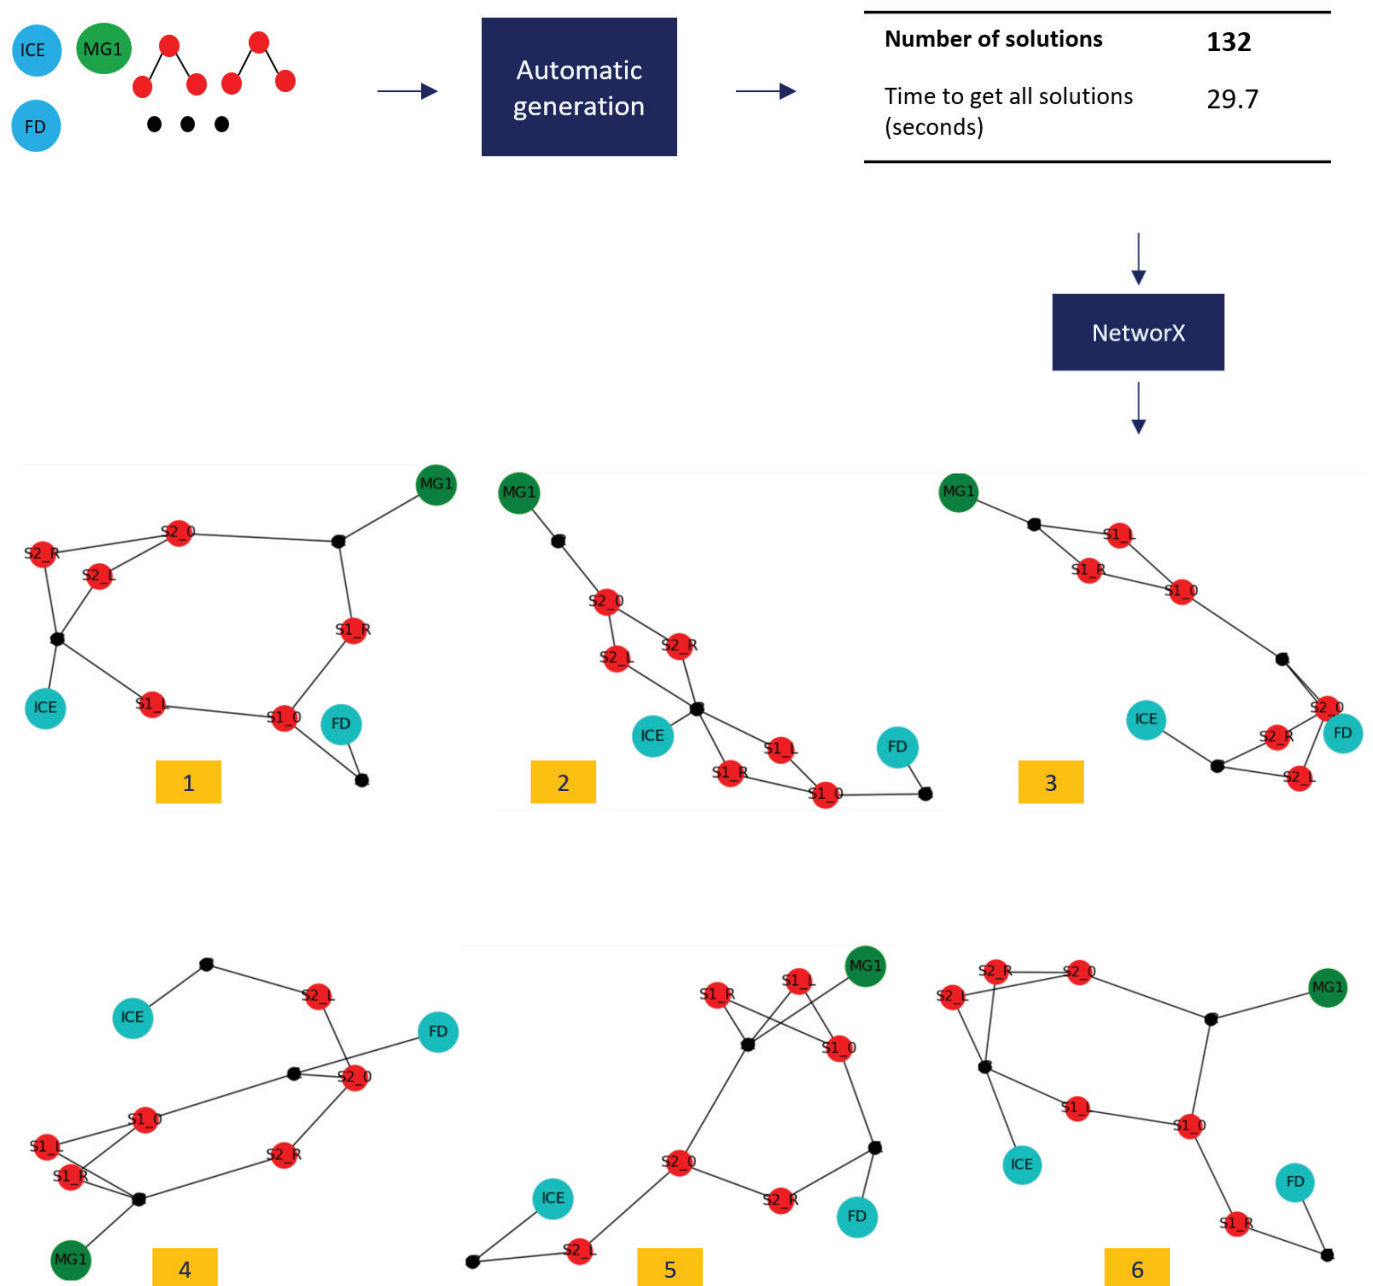 ICE
MG1
FD
Automatic
generation
Number of solutions 132
Time to get all solutions 29.7
(seconds)
NetworX
MG1
S2_0
S2_R
S2_L
S1_R
S1_L
ICE
S1_0
FD
1
MG1
S2_0
S2_R
S2_L
ICE
S1_L
S1_R
FD
S1_0
2
MG1
S1_L
S1_R
S1_0
S2_0
ICE
S2_R
FD
S2_L
3
S2_L
ICE
FD
S2_0
S1_0
S1_L
S2_R
S1_R
MG1
4
MG1
S1_L
S1_R
S1_0
S2_0
ICE
S2_R
FD
S2_L
5
S2_R
S2_0
S2_L
MG1
S1_L
S1_0
ICE
FD
S1_R
6